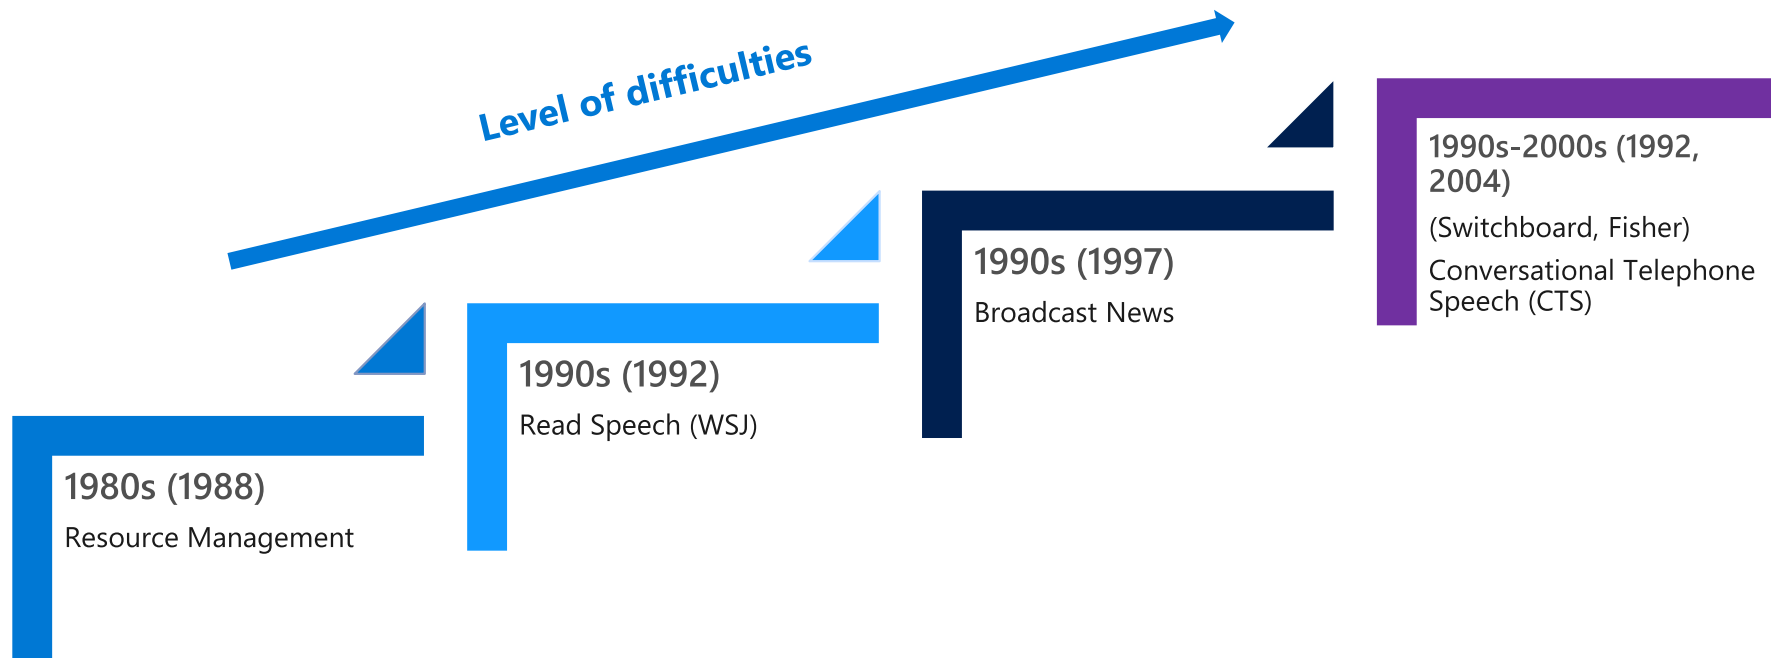 Level of difficulties
1980s (1988)
Resource Management
1990s (1992)
Read Speech (WSJ)
1990s (1997)
Broadcast News
1990s-2000s (1992,
2004)
(Switchboard, Fisher)
Conversational Telephone
Speech (CTS)